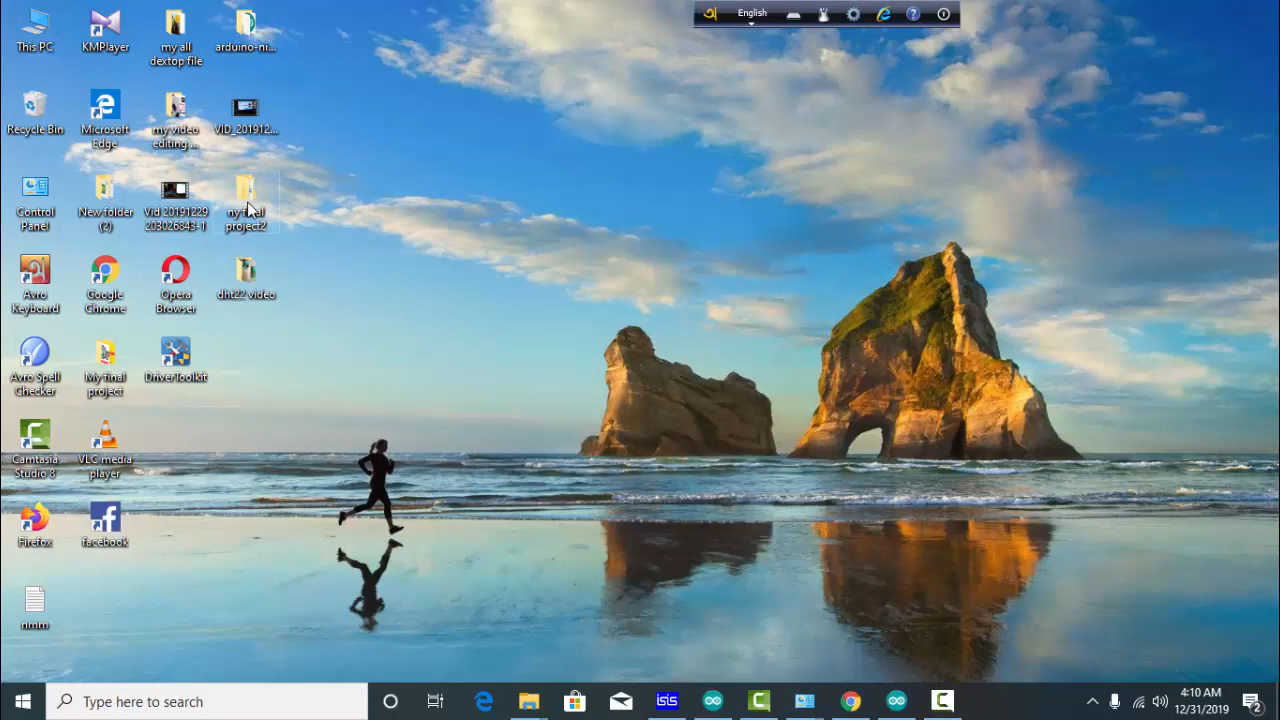 English
This PC
KMPlayer
my all
dextop file
arduino-ni...
Recycle Bin
Microsoft
Edge
my video
editing ...
VID_201912...
Control
Panel
New folder
(2)
Vid 20191229
203026843-1
project2
Avro
Keyboard
Google
Chrome
Opera
Browser
dht22 video
Avro Spell
Checker
My final
project
DriverToolkit
Camtasia
Studio 8
VLC media
player
Firefox
facebook
nmm
Type here to search
isis
4:10 AM
12/31/2019
2